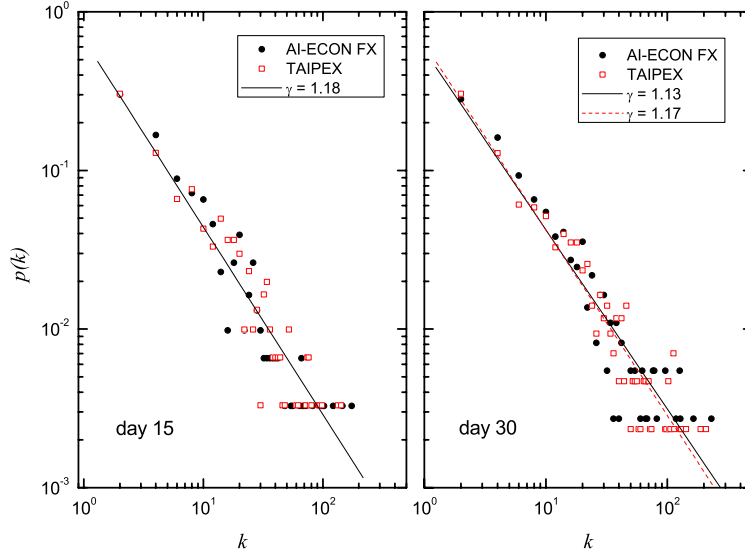 AI-ECON FX
TAIPEX
γ = 1.18
AI-ECON FX
TAIPEX
γ = 1.13
γ = 1.17
10^0
10^-1
10^-2
10^-3
p(k)
day 15
day 30
10^0 10^1 10^2
10^0 10^1 10^2
k
k